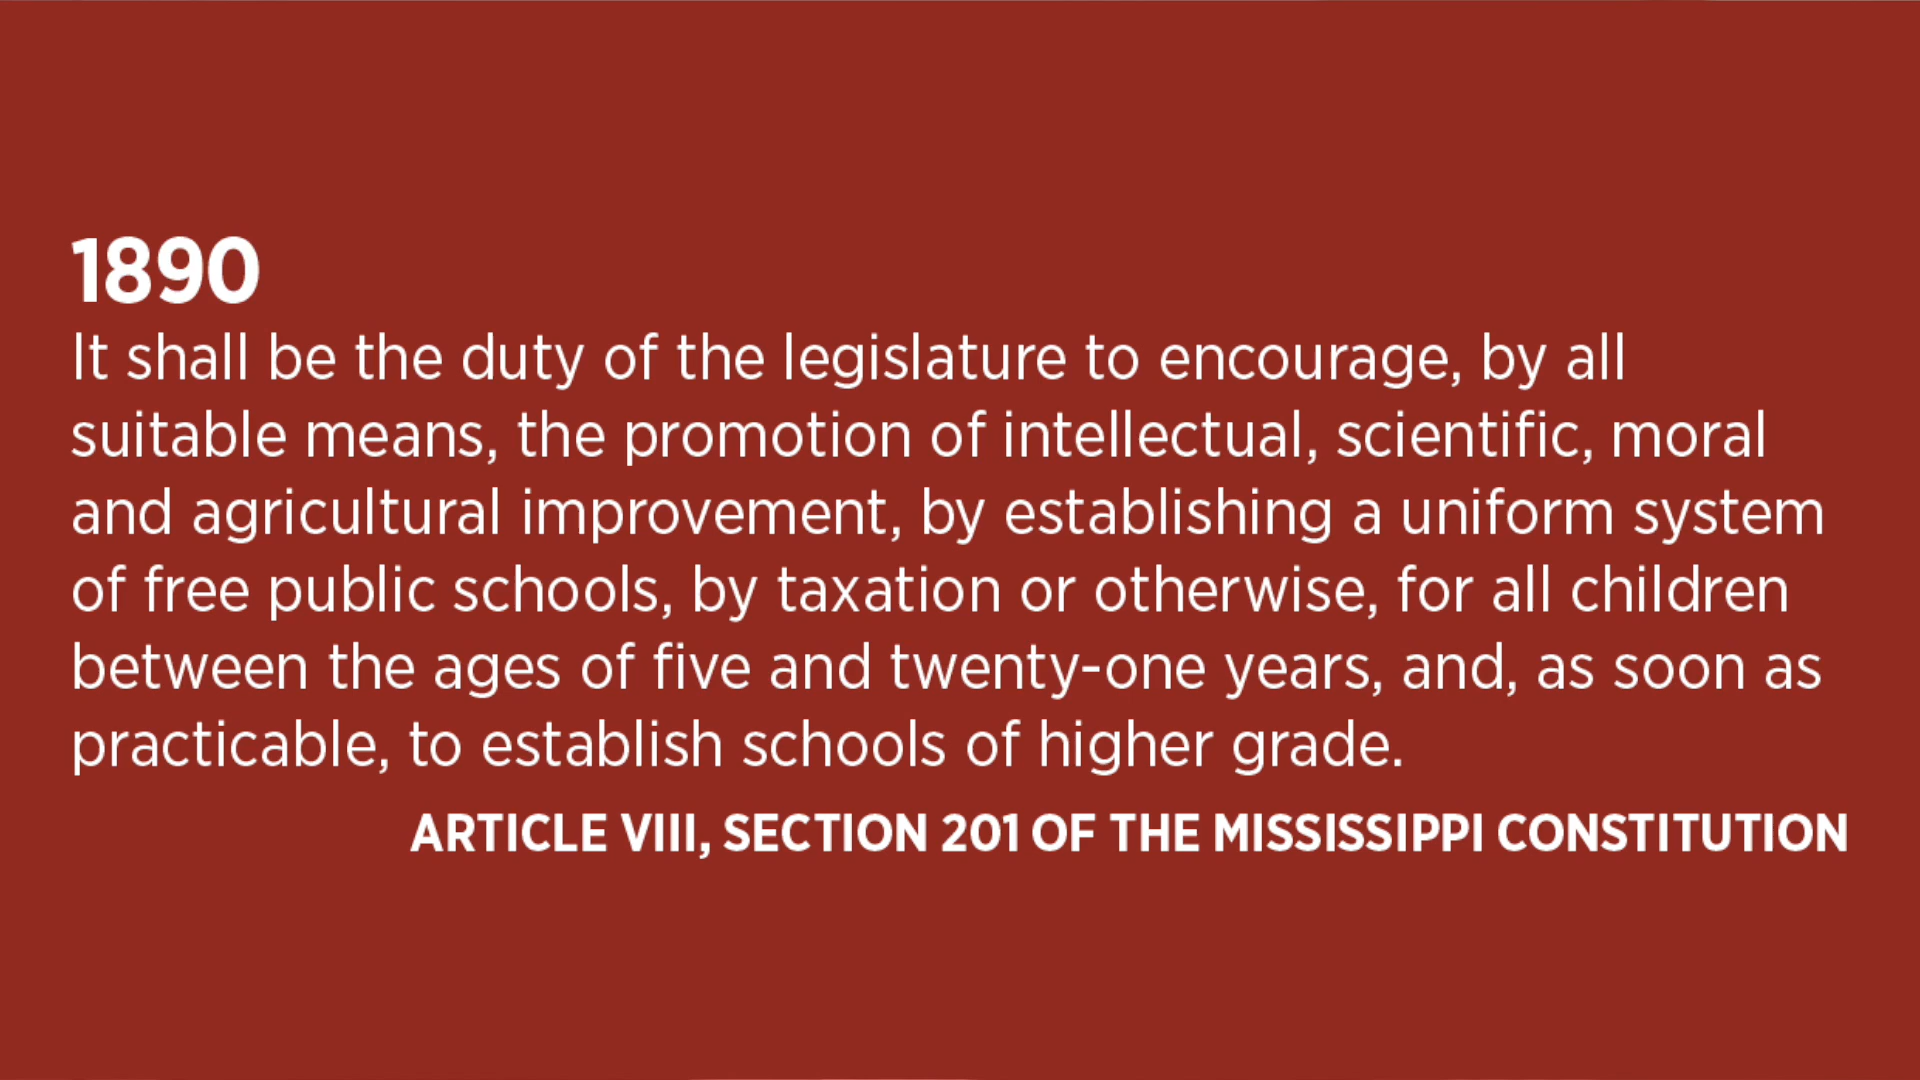 1890
It shall be the duty of the legislature to encourage, by all
suitable means, the promotion of intellectual, scientific, moral
and agricultural improvement, by establishing a uniform system
of free public schools, by taxation or otherwise, for all children
between the ages of five and twenty-one years, and, as soon as
practicable, to establish schools of higher grade.
ARTICLE VIII, SECTION 201 OF THE MISSISSIPPI CONSTITUTION